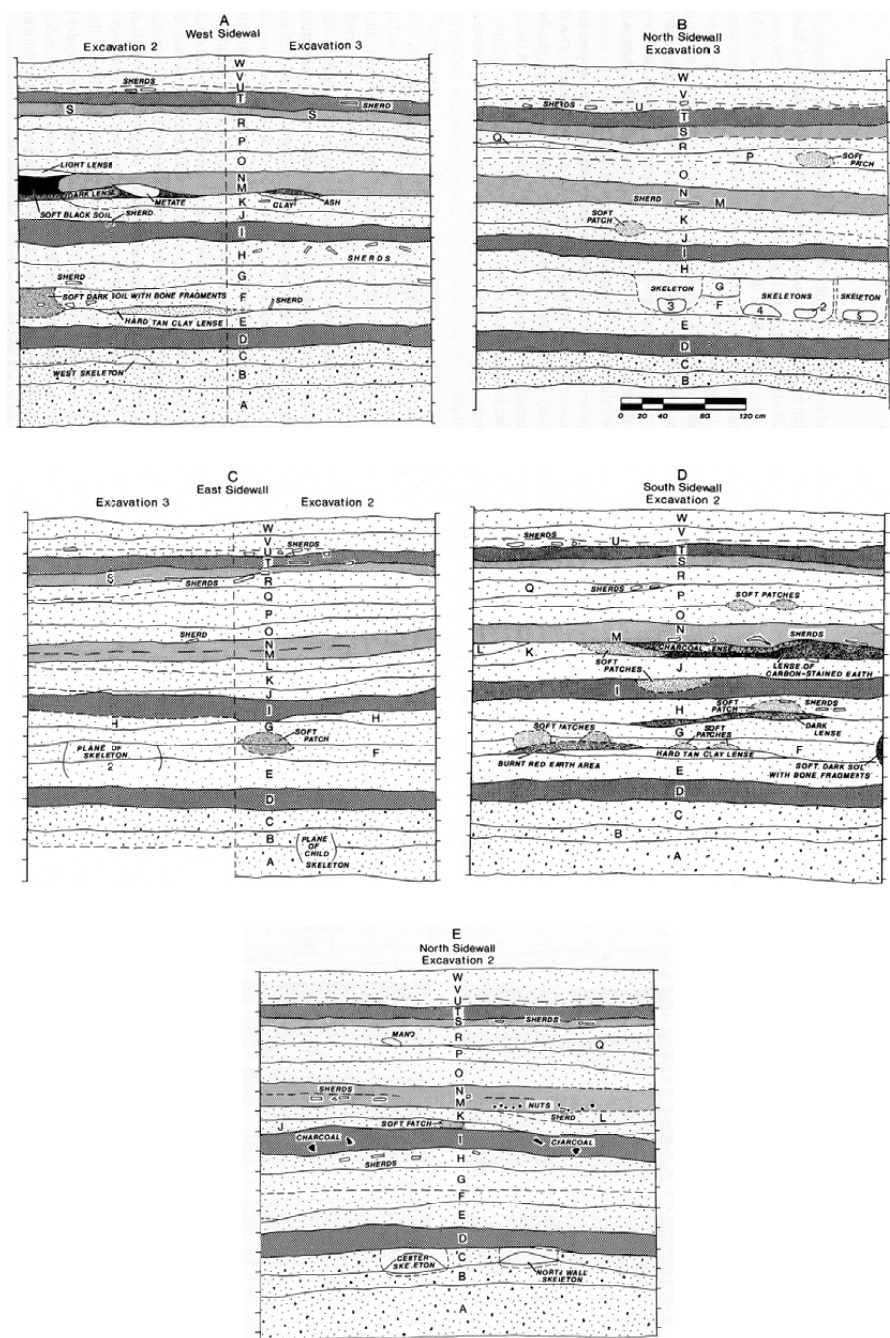 A
West Sidewal
Excavation 2
Excavation 3
W
V
SHERDS
U
T
S
SHERD
S
R
P
O
LIGHT LENSE
N
DARK LENSE
M
METATE
K
CLAY
ASH
SOFT BLACK SOIL
SHERD
J
I
H
SHERDS
G
SHERD
SOFT DARK SOIL WITH BONE FRAGMENTS
F
SHERD
HARD TAN CLAY LENSE
E
D
C
WEST SKELETON
B
A
B
North Sidewall
Excavation 3
W
V
SHERDS
U
T
S
Q
R
P
SOFT PATCH
O
N
SHERD
M
SOFT PATCH
K
J
I
H
SKELETON
G
SKELETONS
SKELETON
3
F
4
2
5
E
D
C
B
0 20 40 80 120 cm
C
East Sidewall
Excavation 3
Excavation 2
W
V
SHERDS
U
T
S
SHERDS
R
Q
P
O
SHERD
N
M
L
K
J
I
H
H
G
SOFT PATCH
PLANE OF SKELETON 2
F
E
D
C
B
PLANE OF CHILD SKELETON
A
D
South Sidewall
Excavation 2
W
V
SHERDS
U
T
S
R
Q
SHERDS
P
SOFT PATCHES
O
N
M
SHERDS
L
K
CHARCOAL LENSE
SOFT PATCHES
J
LENSE OF CARBON-STAINED EARTH
I
H
SOFT PATCH
SHERDS
SOFT PATCHES
G
SOFT PATCHES
DARK LENSE
HARD TAN CLAY LENSE
F
BURNT RED EARTH AREA
E
SOFT, DARK SOIL WITH BONE FRAGMENTS
D
C
B
A
E
North Sidewall
Excavation 2
W
V
U
T
S
SHERDS
MANO
R
Q
P
O
SHERDS
N
M
NUTS
K
SHERD
L
J
SOFT PATCH
CHARCOAL
I
CHARCOAL
H
SHERDS
G
F
E
D
CENTER SKELETON
C
NORTH WALL SKELETON
B
A